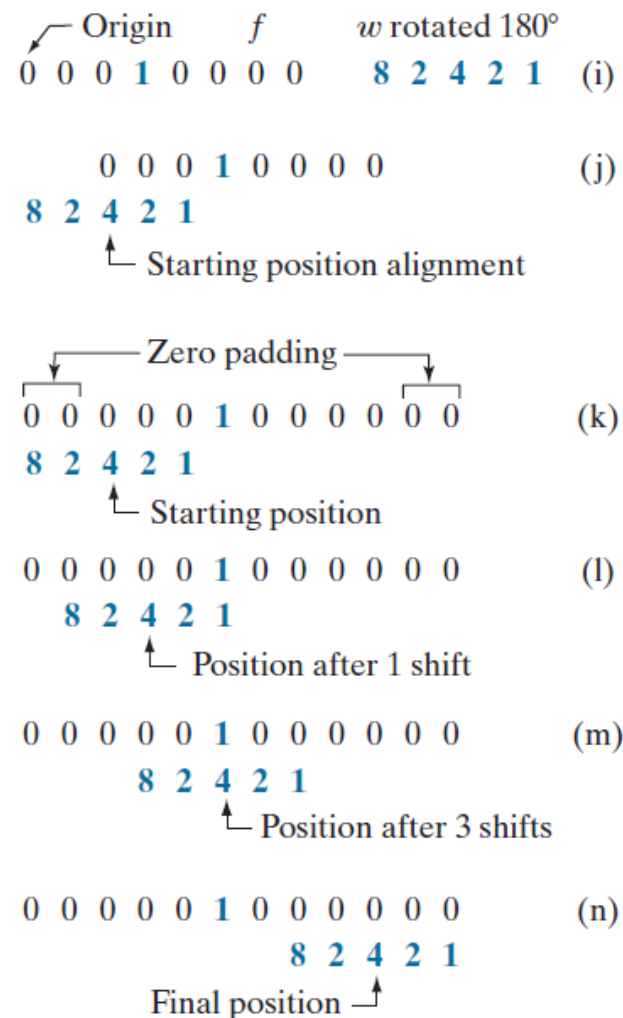 Origin f w rotated 180°
0 0 0 1 0 0 0 0 8 2 4 2 1 (i)
0 0 0 1 0 0 0 0 (j)
8 2 4 2 1
Starting position alignment
Zero padding
0 0 0 0 0 1 0 0 0 0 0 0 (k)
8 2 4 2 1
Starting position
0 0 0 0 0 1 0 0 0 0 0 0 (l)
8 2 4 2 1
Position after 1 shift
0 0 0 0 0 1 0 0 0 0 0 0 (m)
8 2 4 2 1
Position after 3 shifts
0 0 0 0 0 1 0 0 0 0 0 0 (n)
8 2 4 2 1
Final position